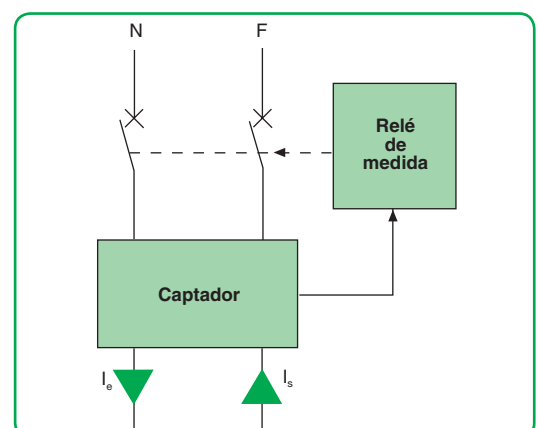 N
F
Relé
de
medida
Captador
Ie
Is